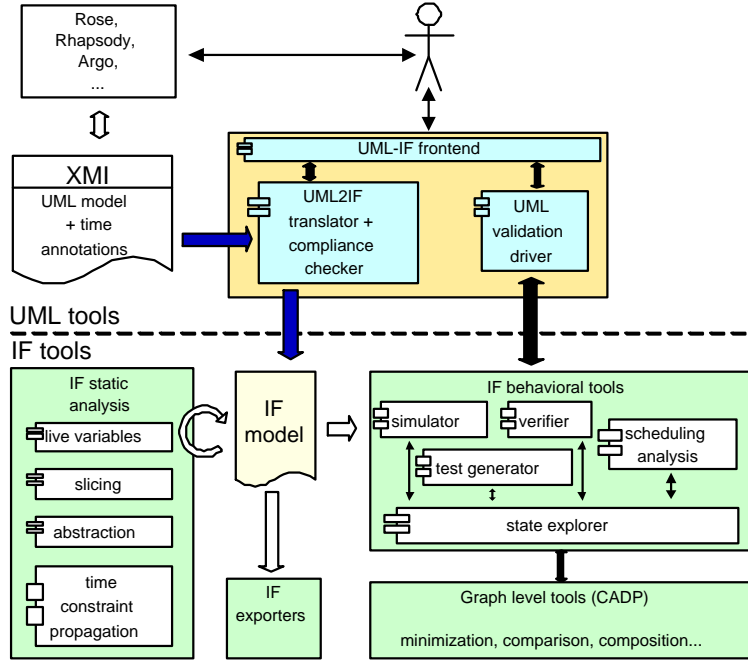 Rose,
Rhapsody,
Argo,
...
XMI
UML model
+ time
annotations
UML-IF frontend
UML2IF
translator +
compliance
checker
UML
validation
driver
UML tools
IF tools
IF static
analysis
live variables
slicing
abstraction
time
constraint
propagation
IF
model
IF
exporters
IF behavioral tools
simulator
verifier
scheduling
analysis
test generator
state explorer
Graph level tools (CADP)
minimization, comparison, composition...